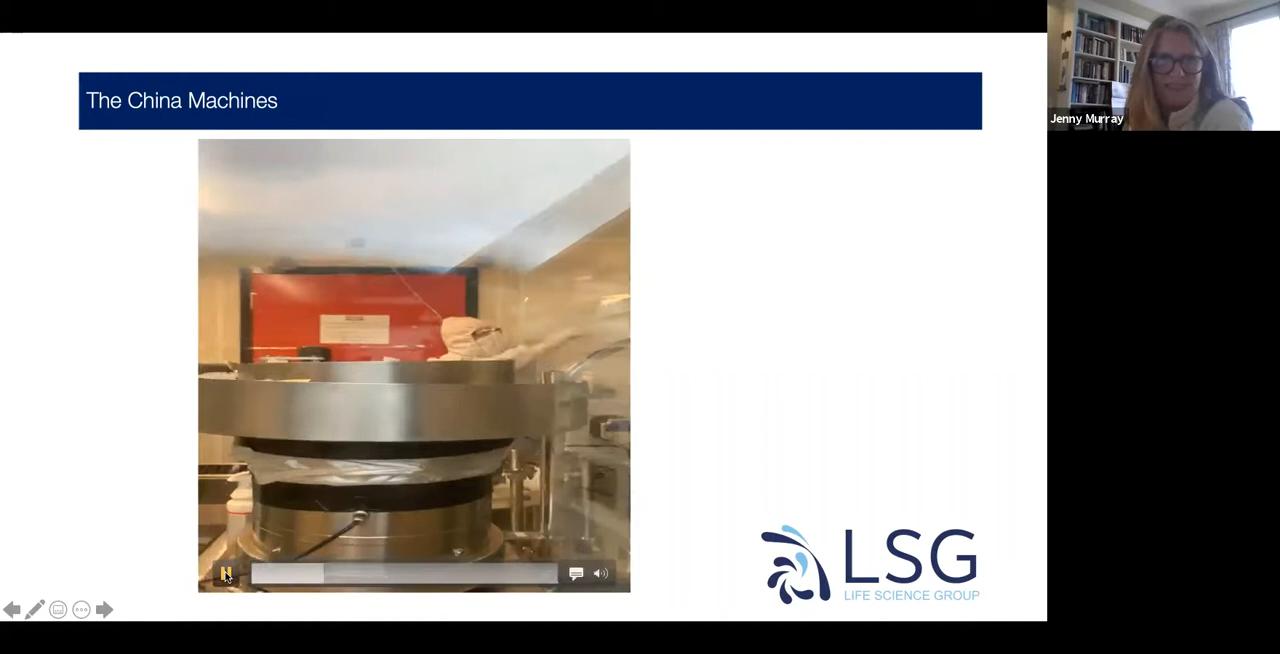 The China Machines
Jenny Murray
LSG
LIFE SCIENCE GROUP